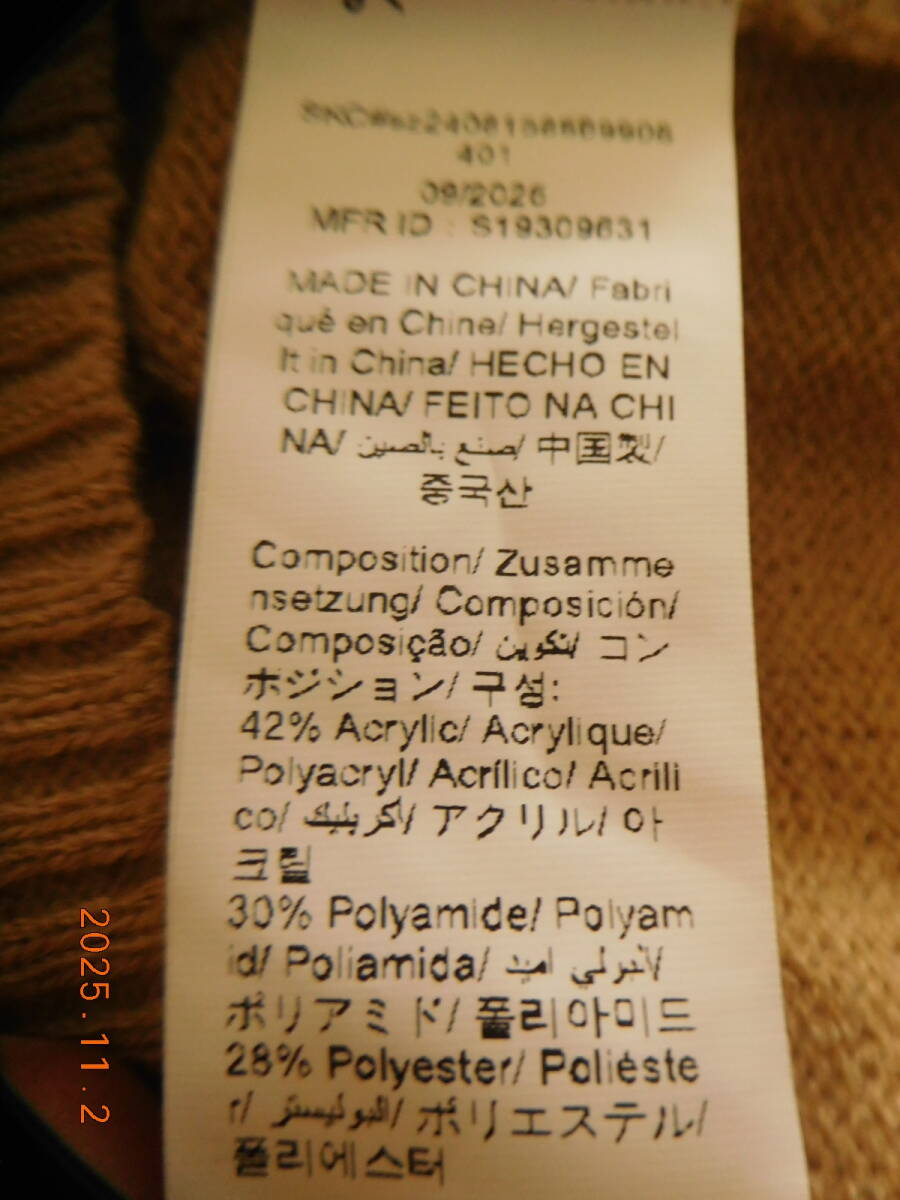 401
09/2026
MFR ID : S19309631
MADE IN CHINA/ Fabri
qué en Chine/ Hergestel
lt in China/ HECHO EN
CHINA/ FEITO NA CHI
NA/ صنع بالصين/ 中国製/
중국산
Composition/ Zusamme
nsetzung/ Composición/
Composição/ تكوين/ コン
ポジション/ 구성:
42% Acrylic/ Acrylique/
Polyacryl/ Acrílico/ Acríli
co/ أكريليك/ アクリル/ 아
크릴
30% Polyamide/ Polyam
id/ Poliamida/ لأمولي اميد/
ポリアミド/ 폴리아미드
28% Polyester/ Poliéste
r/ البوليستر/ ポリエステル/
폴리에스터
2025.11.2